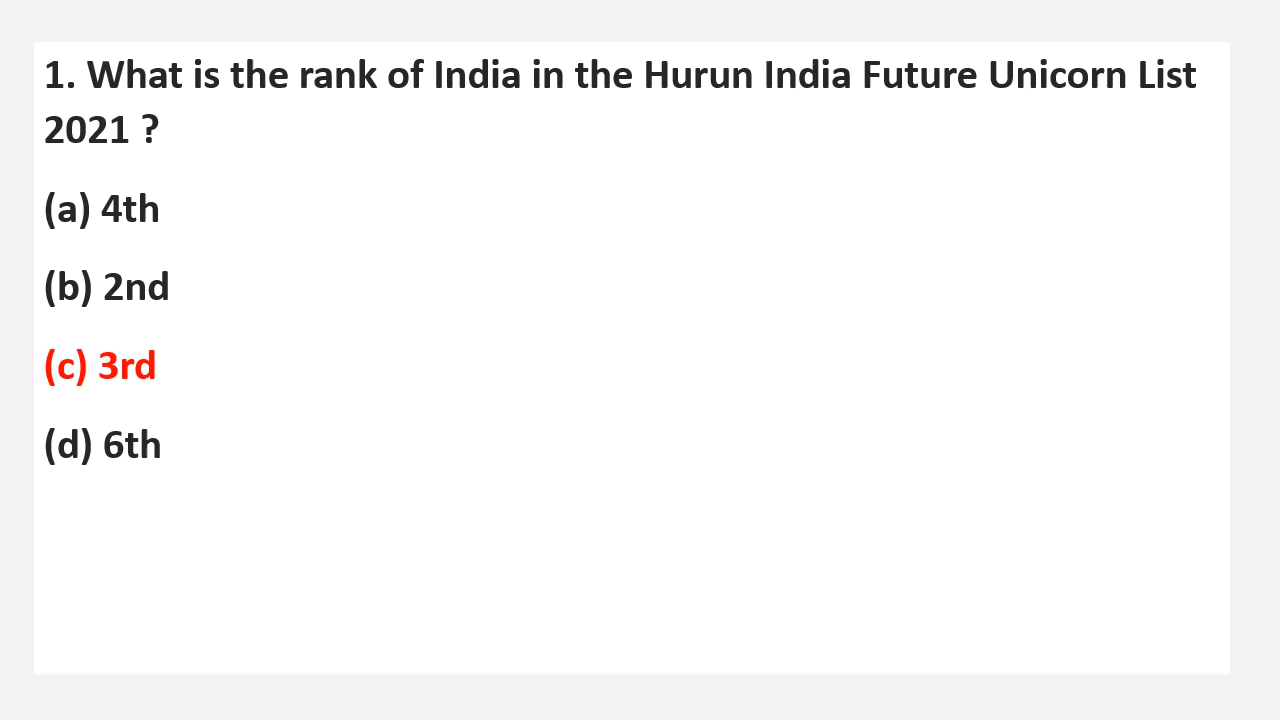 1. What is the rank of India in the Hurun India Future Unicorn List
2021 ?
(a) 4th
(b) 2nd
(c) 3rd
(d) 6th